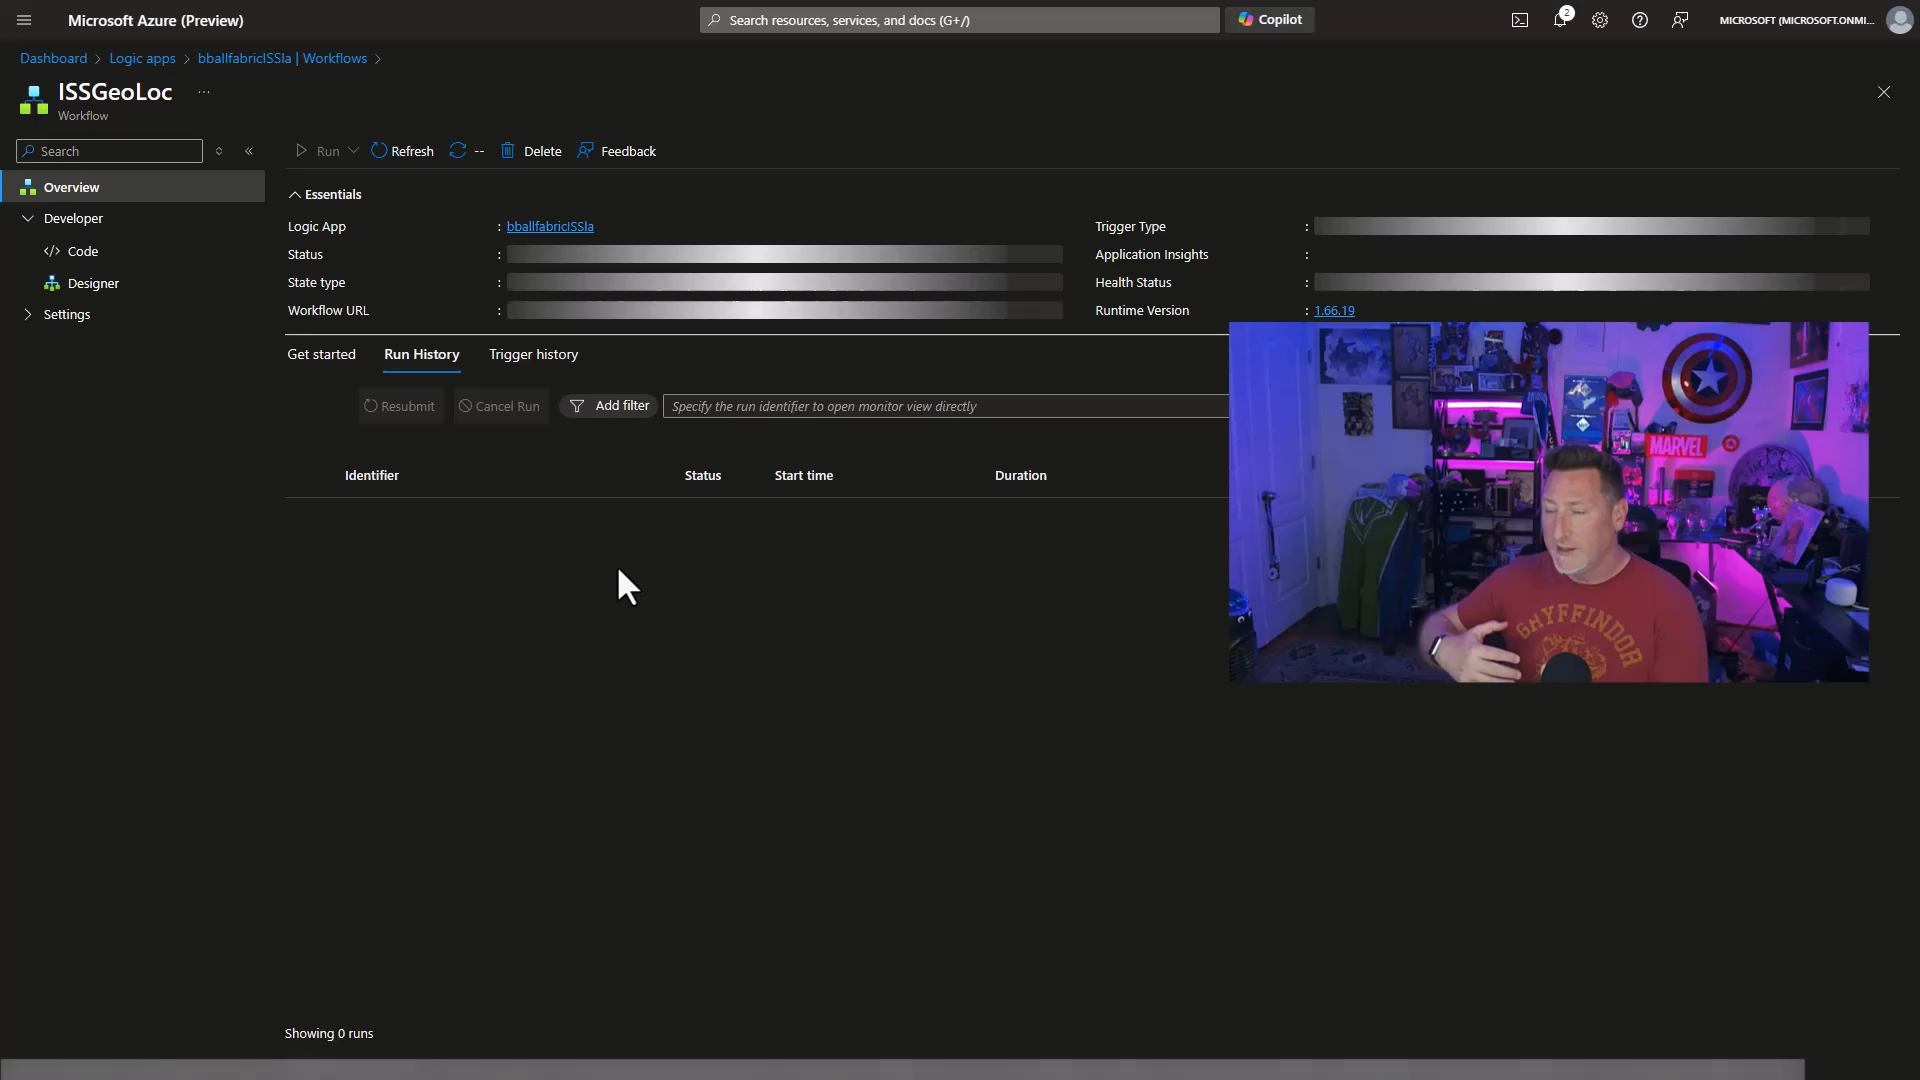 Microsoft Azure (Preview)
Search resources, services, and docs (G+/)
Copilot
2
MICROSOFT (MICROSOFT.ONMI...
Dashboard > Logic apps > bballfabricISSla | Workflows >
ISSGeoLoc ...
Workflow
Search
Run
Refresh
--
Delete
Feedback
Overview
Developer
Code
Designer
Settings
Essentials
Logic App : bballfabricISSla
Status :
State type :
Workflow URL :
Trigger Type :
Application Insights :
Health Status :
Runtime Version : 1.66.19
Get started
Run History
Trigger history
Resubmit
Cancel Run
Add filter
Specify the run identifier to open monitor view directly
Identifier
Status
Start time
Duration
MARVEL
GRYFFINDOR
Showing 0 runs